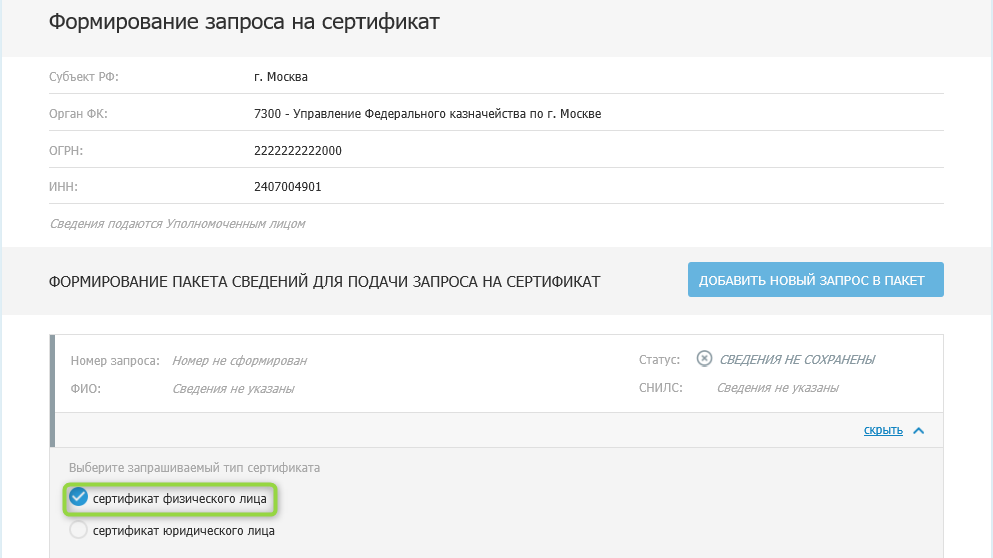 Формирование запроса на сертификат
Субъект РФ: г. Москва
Орган ФК: 7300 - Управление Федерального казначейства по г. Москве
ОГРН: 2222222222000
ИНН: 2407004901
Сведения подаются Уполномоченным лицом
ФОРМИРОВАНИЕ ПАКЕТА СВЕДЕНИЙ ДЛЯ ПОДАЧИ ЗАПРОСА НА СЕРТИФИКАТ ДОБАВИТЬ НОВЫЙ ЗАПРОС В ПАКЕТ
Номер запроса: Номер не сформирован Статус: СВЕДЕНИЯ НЕ СОХРАНЕНЫ
ФИО: Сведения не указаны СНИЛС: Сведения не указаны
скрыть
Выберите запрашиваемый тип сертификата
сертификат физического лица
сертификат юридического лица